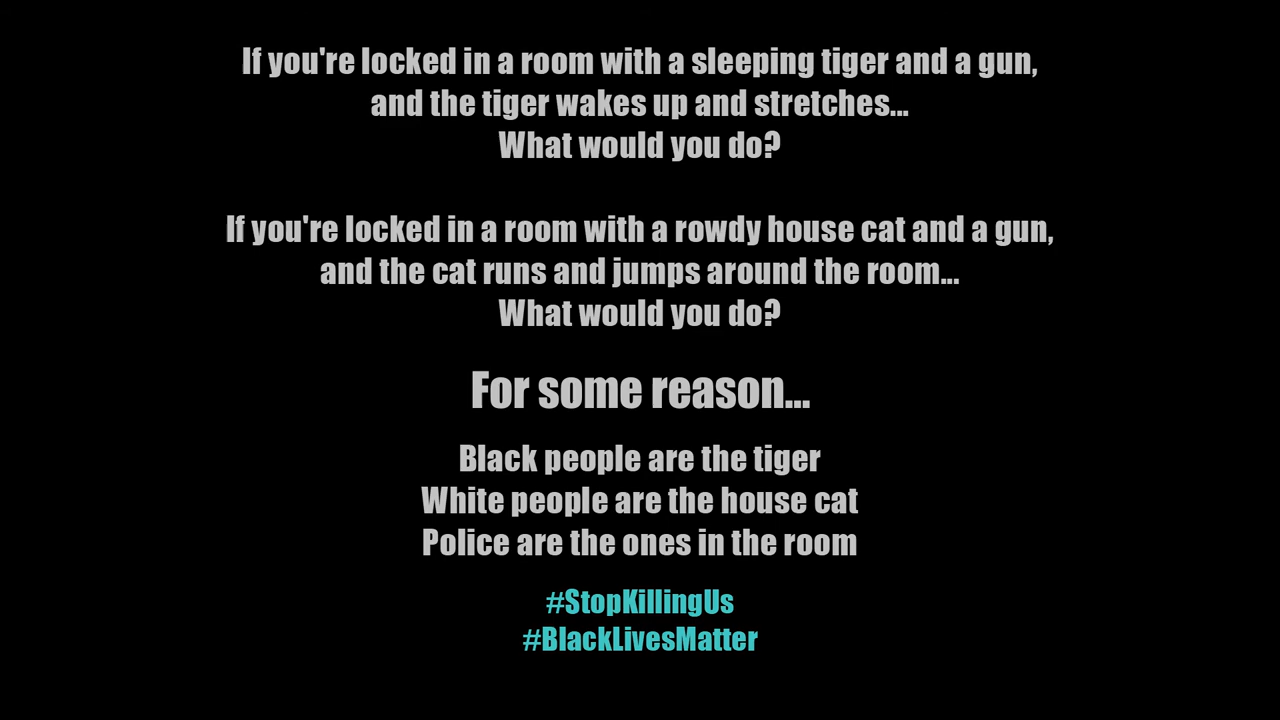 If you're locked in a room with a sleeping tiger and a gun,
and the tiger wakes up and stretches...
What would you do?
If you're locked in a room with a rowdy house cat and a gun,
and the cat runs and jumps around the room...
What would you do?
For some reason...
Black people are the tiger
White people are the house cat
Police are the ones in the room
#StopKillingUs
#BlackLivesMatter